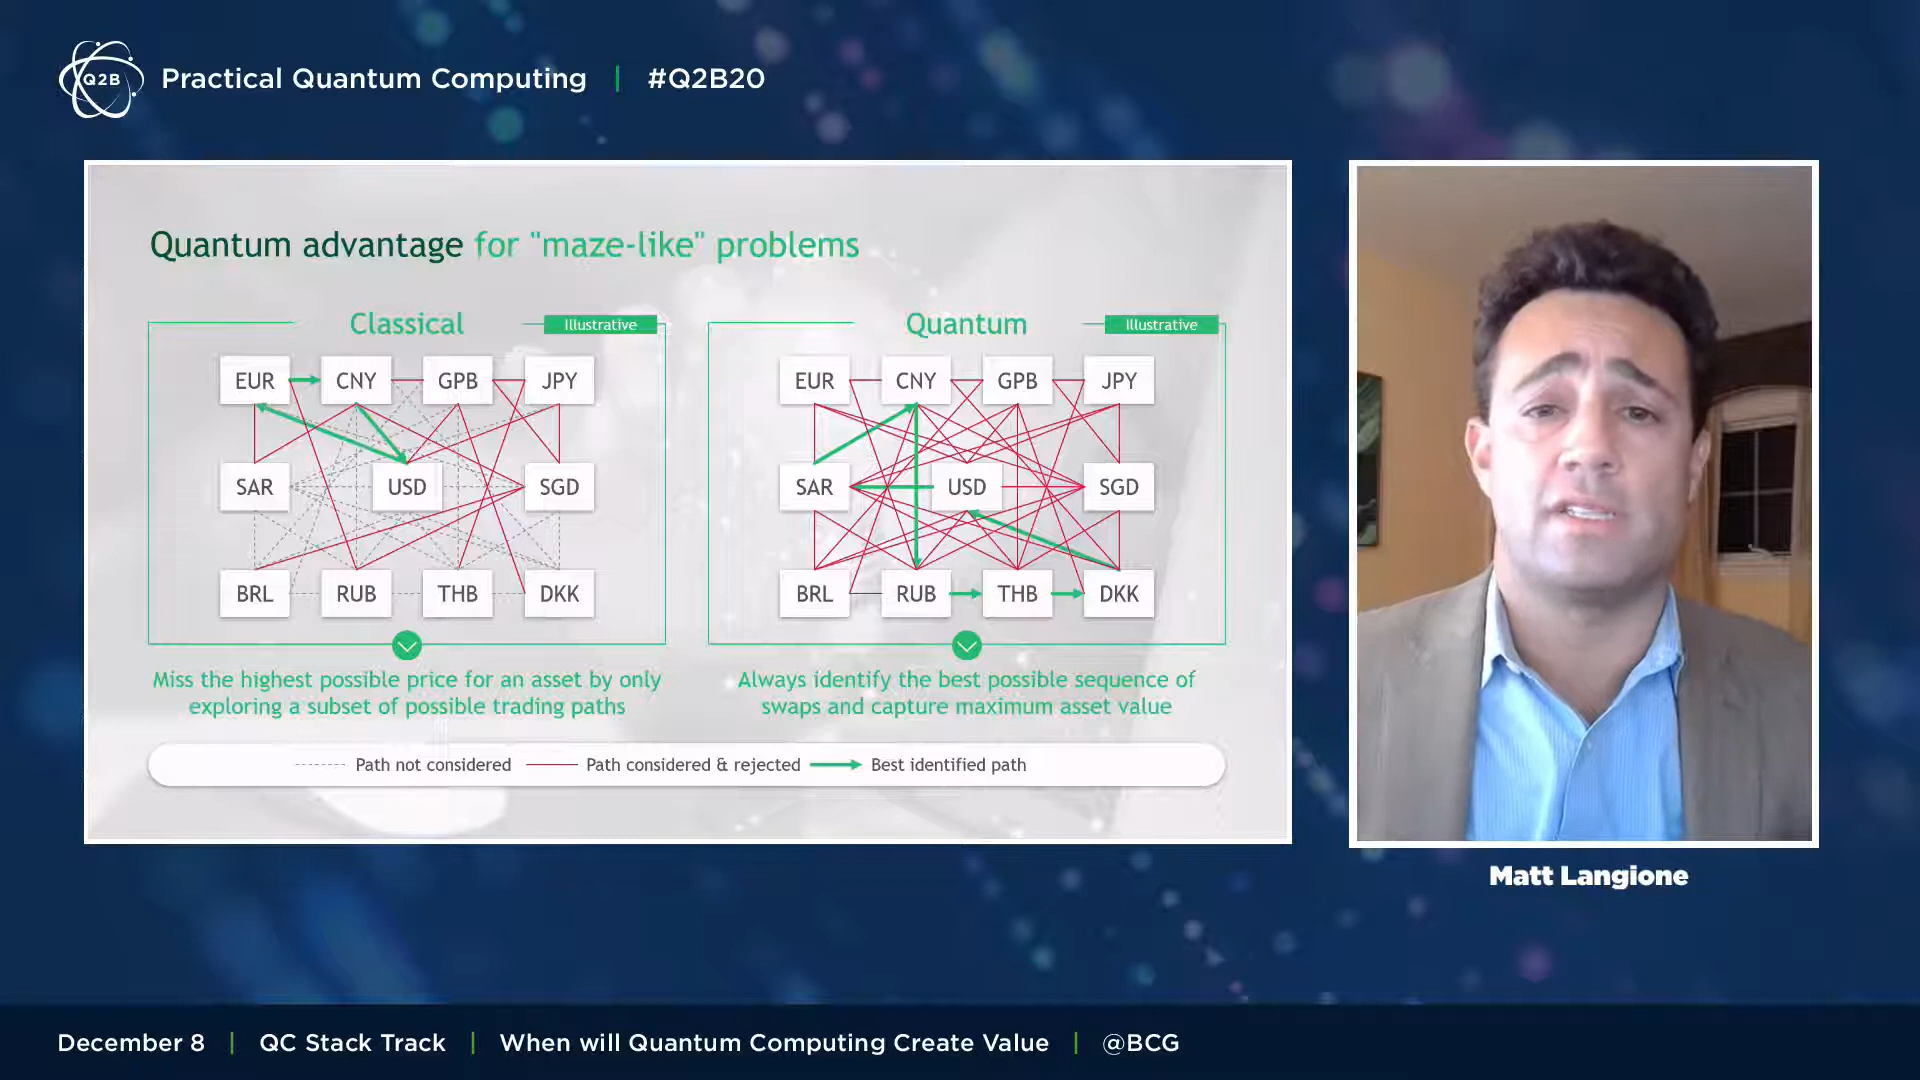 Q2B
Practical Quantum Computing | #Q2B20
Quantum advantage for "maze-like" problems
Classical
Illustrative
EUR CNY GPB JPY
SAR USD SGD
BRL RUB THB DKK
Miss the highest possible price for an asset by only
exploring a subset of possible trading paths
Quantum
Illustrative
EUR CNY GPB JPY
SAR USD SGD
BRL RUB THB DKK
Always identify the best possible sequence of
swaps and capture maximum asset value
Path not considered Path considered & rejected Best identified path
Matt Langione
December 8 | QC Stack Track | When will Quantum Computing Create Value | @BCG